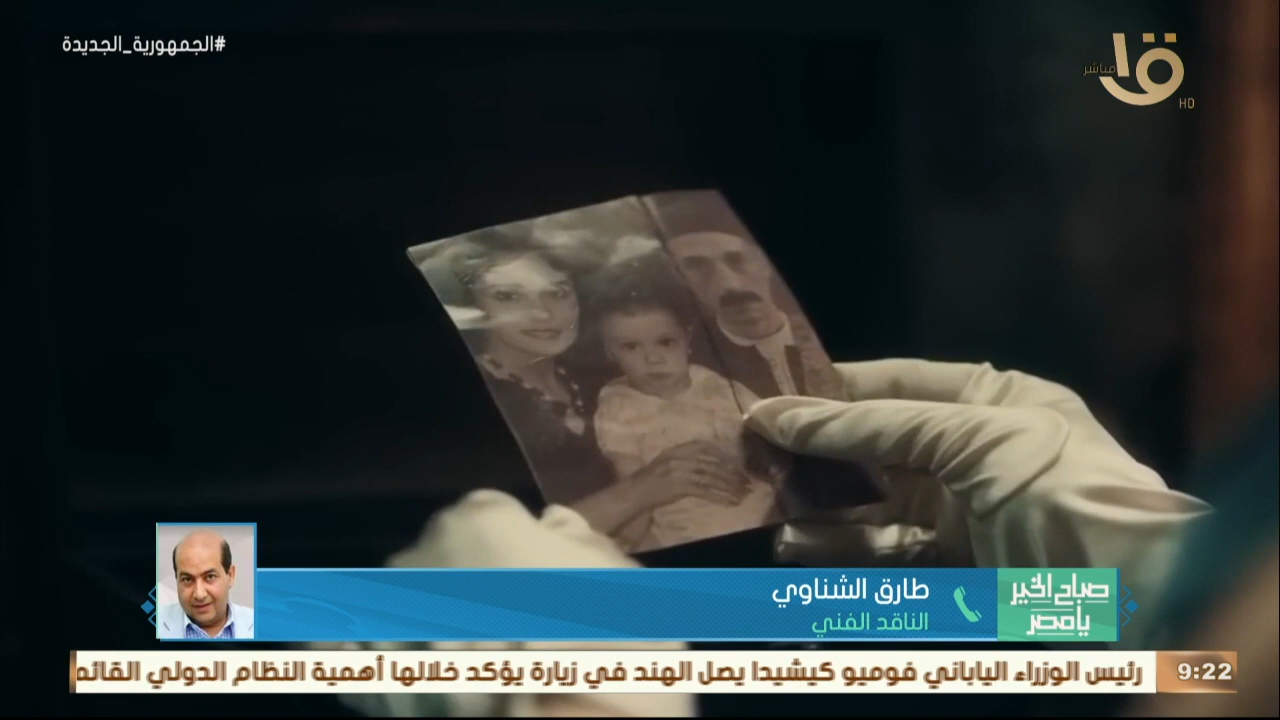 #الجمهورية_الجديدة
مباشر
HD
طارق الشناوي
الناقد الفني
صباح الخير
يا مصر
9:22
رئيس الوزراء الياباني فوميو كيشيدا يصل الهند في زيارة يؤكد خلالها أهمية النظام الدولي القائم